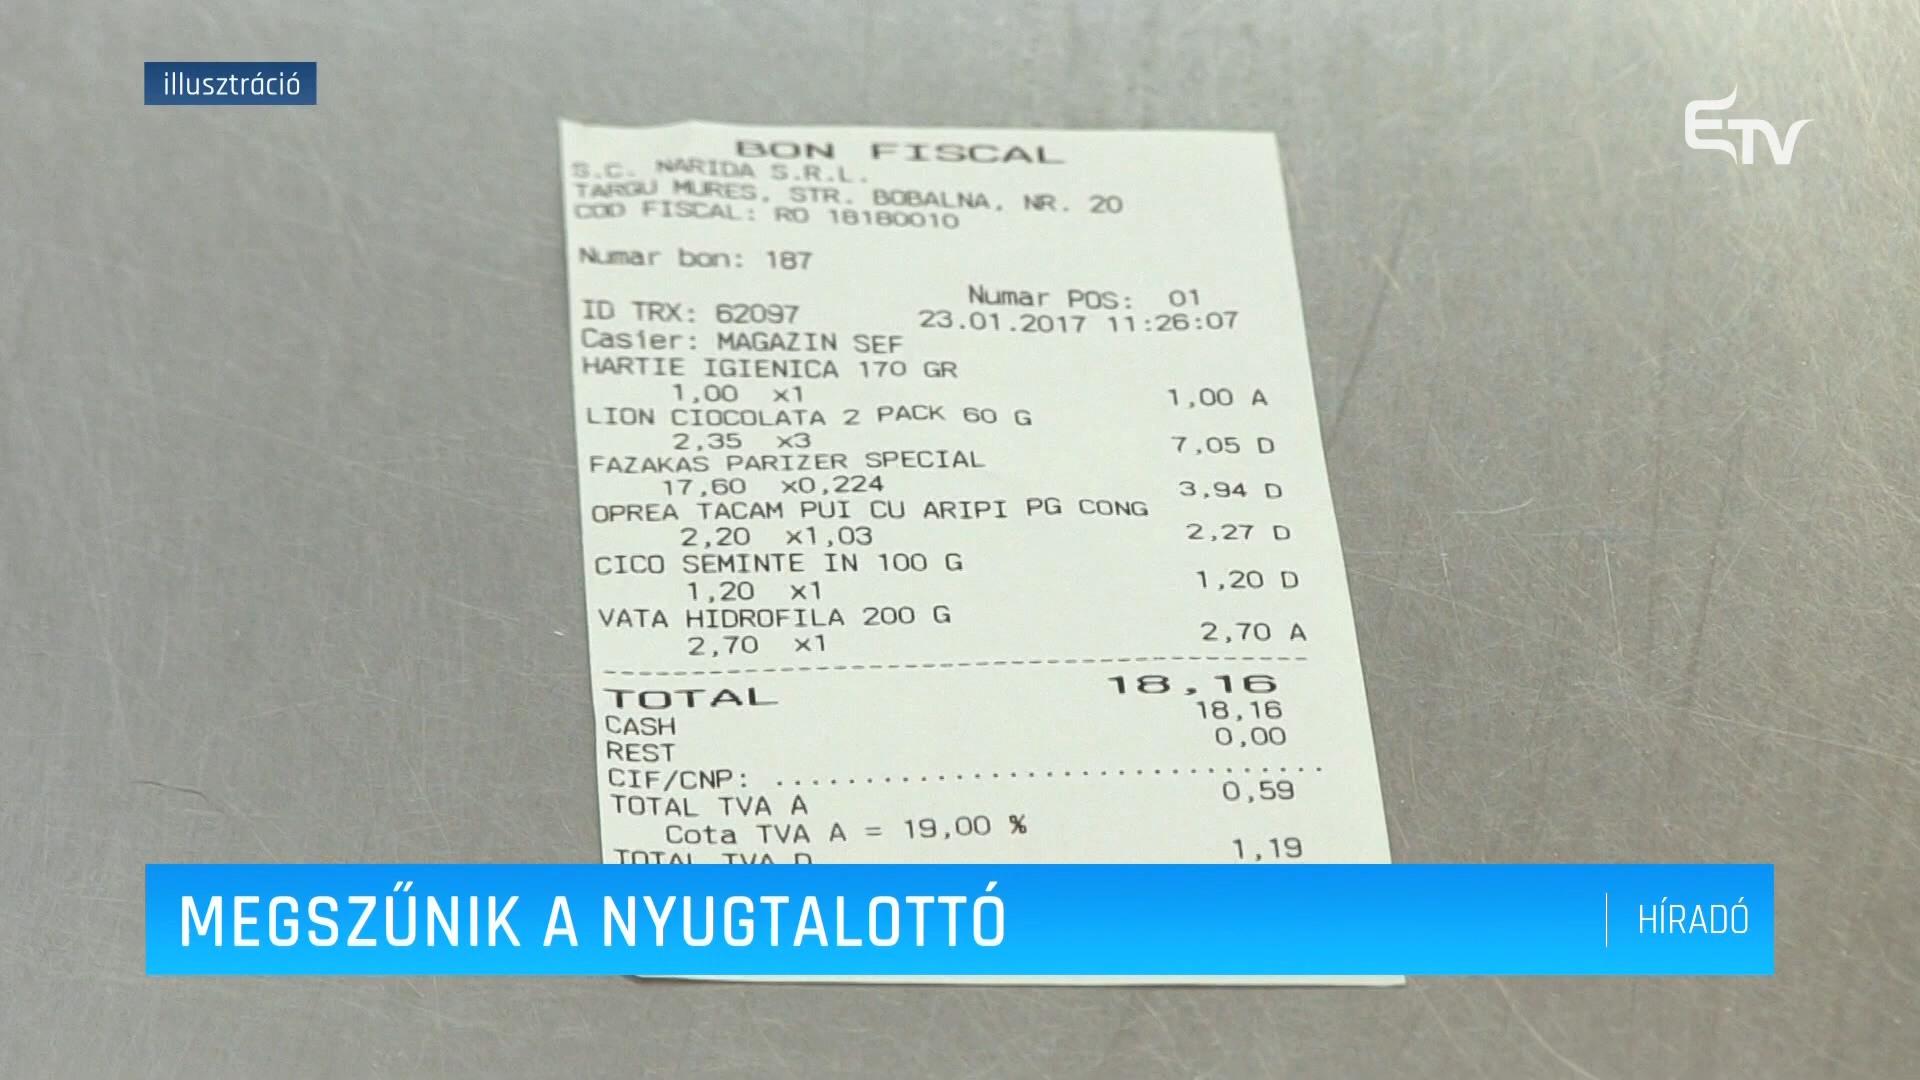 illusztráció
ETV
BON FISCAL
S.C. NARIDA S.R.L.
TARGU MURES, STR. BOBALNA, NR. 20
COD FISCAL: RO 18180010
Numar bon: 187
Numar POS: 01
ID TRX: 62097 23.01.2017 11:26:07
Casier: MAGAZIN SEF
HARTIE IGIENICA 170 GR
1,00 x1 1,00 A
LION CIOCOLATA 2 PACK 60 G
2,35 x3 7,05 D
FAZAKAS PARIZER SPECIAL
17,60 x0,224 3,94 D
OPREA TACAM PUI CU ARIPI PG CONG
2,20 x1,03 2,27 D
CICO SEMINTE IN 100 G
1,20 x1 1,20 D
VATA HIDROFILA 200 G
2,70 x1 2,70 A
TOTAL 18,16
CASH 18,16
REST 0,00
CIF/CNP: ................................
TOTAL TVA A 0,59
Cota TVA A = 19,00 %
TOTAL TVA D 1,19
MEGSZŰNIK A NYUGTALOTTÓ
HÍRADÓ